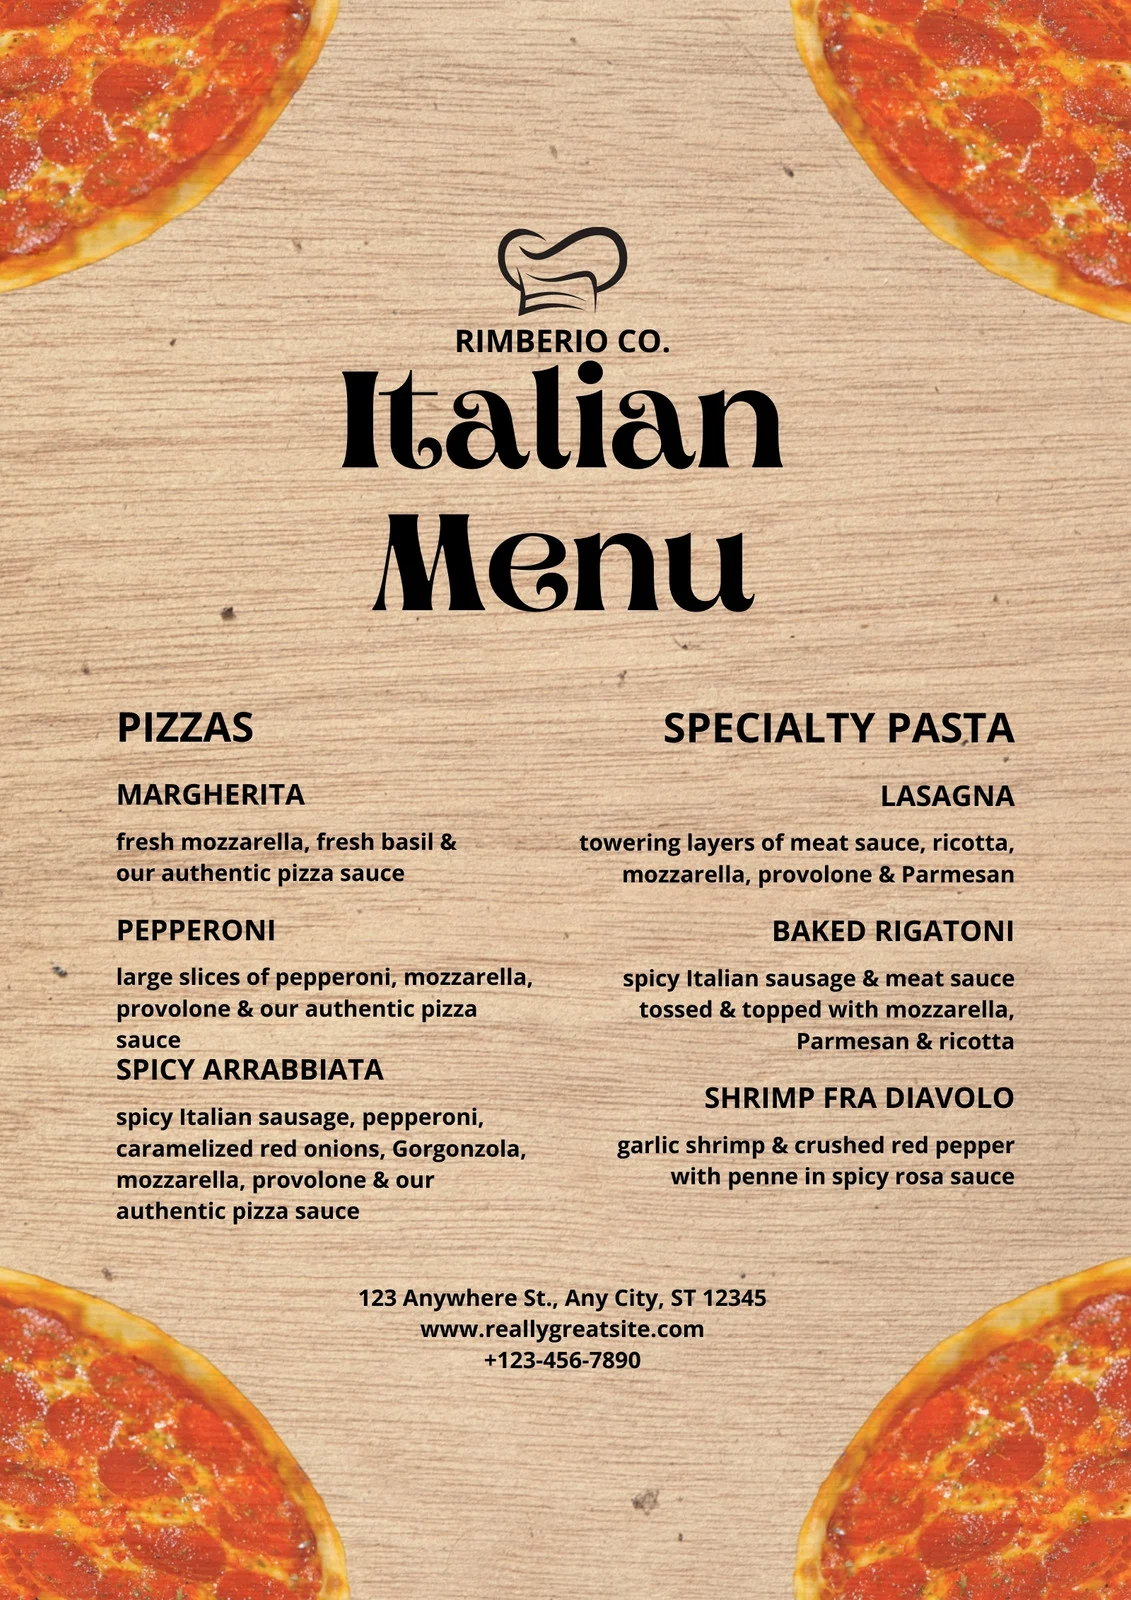 RIMBERIO CO.
Italian
Menu
PIZZAS
MARGHERITA
fresh mozzarella, fresh basil &
our authentic pizza sauce
PEPPERONI
large slices of pepperoni, mozzarella,
provolone & our authentic pizza
sauce
SPICY ARRABBIATA
spicy Italian sausage, pepperoni,
caramelized red onions, Gorgonzola,
mozzarella, provolone & our
authentic pizza sauce
SPECIALTY PASTA
LASAGNA
towering layers of meat sauce, ricotta,
mozzarella, provolone & Parmesan
BAKED RIGATONI
spicy Italian sausage & meat sauce
tossed & topped with mozzarella,
Parmesan & ricotta
SHRIMP FRA DIAVOLO
garlic shrimp & crushed red pepper
with penne in spicy rosa sauce
123 Anywhere St., Any City, ST 12345
www.reallygreatsite.com
+123-456-7890